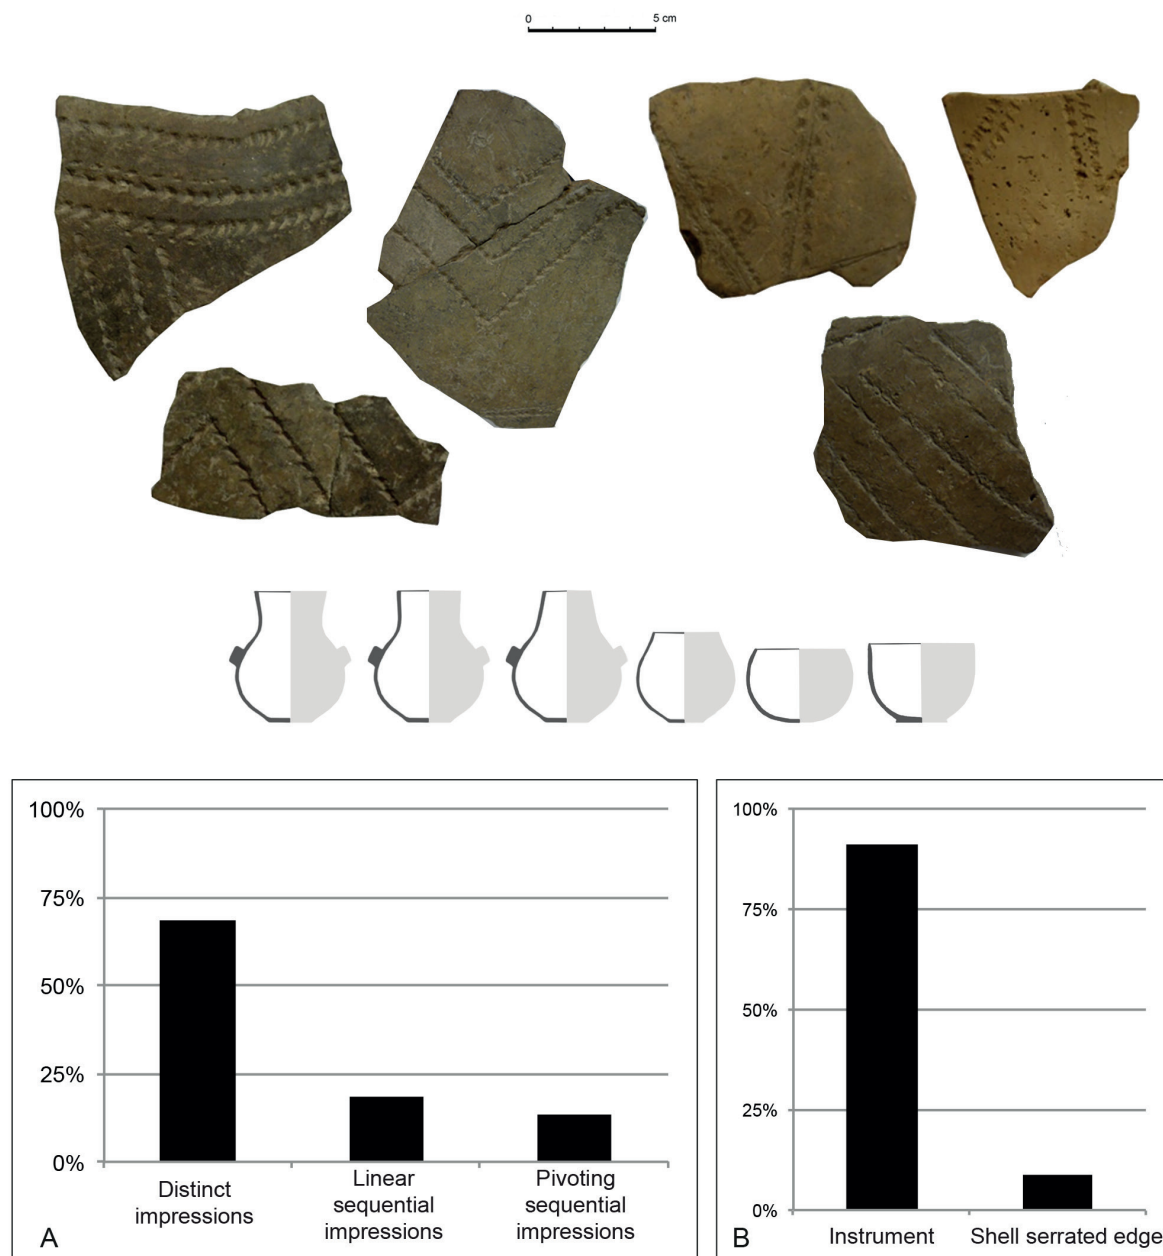 0 5 cm
100%
75%
50%
25%
0%
Distinct
impressions
Linear
sequential
impressions
Pivoting
sequential
impressions
A
100%
75%
50%
25%
0%
Instrument
Shell serrated edge
B